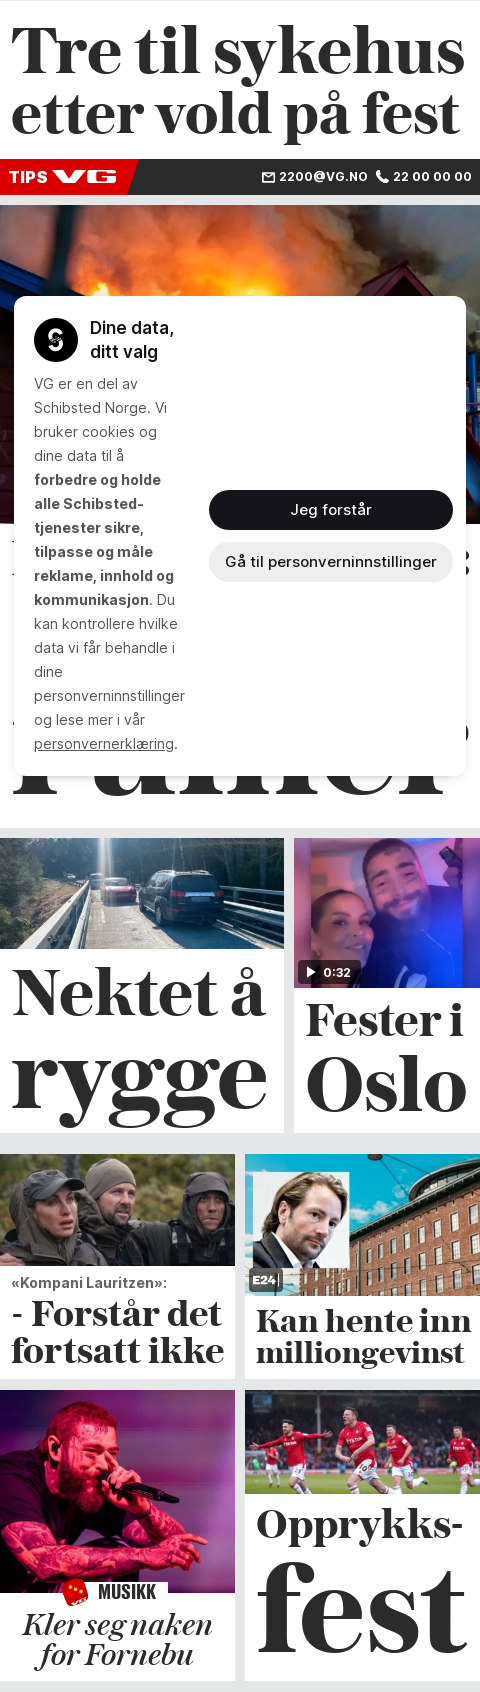 Tre til sykehus
etter vold på fest
TIPS VG
2200@VG.NO 22 00 00 00
Dine data,
ditt valg
VG er en del av
Schibsted Norge. Vi
bruker cookies og
dine data til å
forbedre og holde
alle Schibsted-
tjenester sikre,
tilpasse og måle
reklame, innhold og
kommunikasjon. Du
kan kontrollere hvilke
data vi får behandle i
dine
personverninnstillinger
og lese mer i vår
personvernerklæring.
Jeg forstår
Gå til personverninnstillinger
Nektet å
rygge
0:32
Fester i
Oslo
«Kompani Lauritzen»:
- Forstår det
fortsatt ikke
E24
Kan hente inn
milliongevinst
VG
MUSIKK
Kler seg naken
for Fornebu
Opprykks-
fest